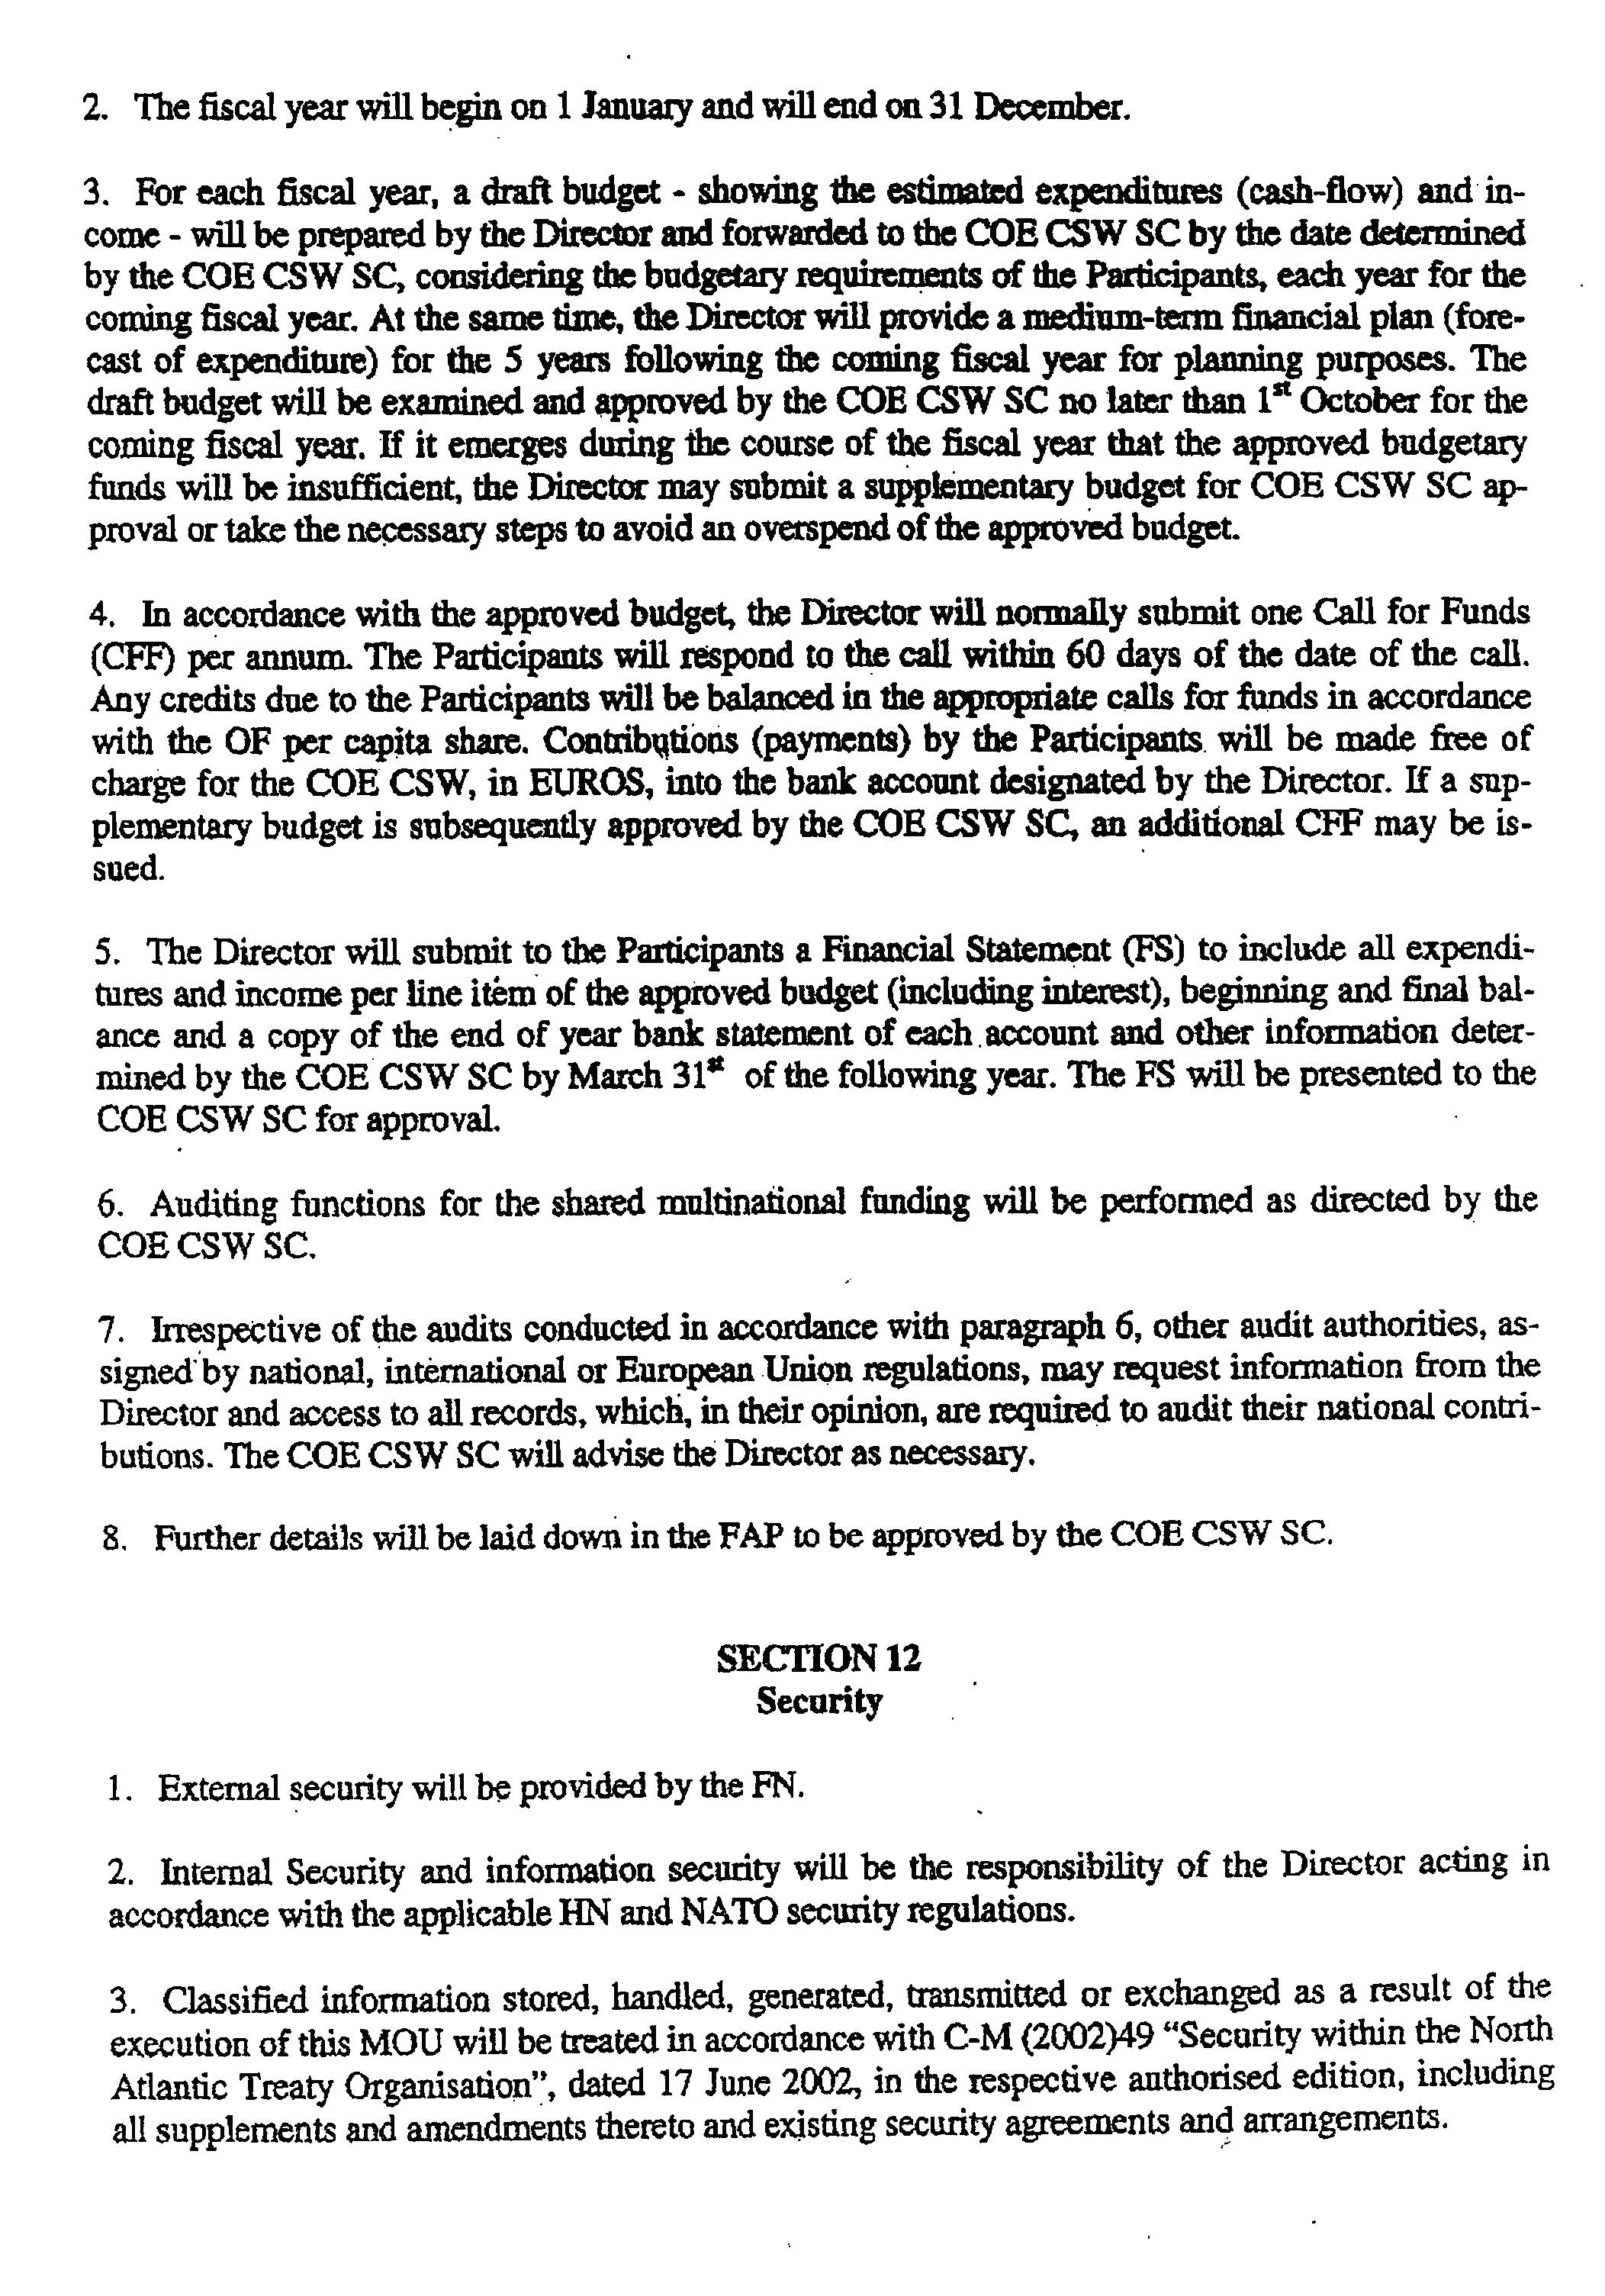 2. The fiscal year will begin on 1 January and will end on 31 December.
3. For each fiscal year, a draft budget - showing the estimated expenditures (cash-flow) and in-
come - will be prepared by the Director and forwarded to the COE CSW SC by the date determined
by the COE CSW SC, considering the budgetary requirements of the Participants, each year for the
coming fiscal year. At the same time, the Director will provide a medium-term financial plan (fore-
cast of expenditure) for the 5 years following the coming fiscal year for planning purposes. The
draft budget will be examined and approved by the COE CSW SC no later than 1st October for the
coming fiscal year. If it emerges during the course of the fiscal year that the approved budgetary
funds will be insufficient, the Director may submit a supplementary budget for COE CSW SC ap-
proval or take the necessary steps to avoid an overspend of the approved budget.
4. In accordance with the approved budget, the Director will normally submit one Call for Funds
(CFF) per annum. The Participants will respond to the call within 60 days of the date of the call.
Any credits due to the Participants will be balanced in the appropriate calls for funds in accordance
with the OF per capita share. Contributions (payments) by the Participants will be made free of
charge for the COE CSW, in EUROS, into the bank account designated by the Director. If a sup-
plementary budget is subsequently approved by the COE CSW SC, an additional CFF may be is-
sued.
5. The Director will submit to the Participants a Financial Statement (FS) to include all expendi-
tures and income per line item of the approved budget (including interest), beginning and final bal-
ance and a copy of the end of year bank statement of each account and other information deter-
mined by the COE CSW SC by March 31st of the following year. The FS will be presented to the
COE CSW SC for approval.
6. Auditing functions for the shared multinational funding will be performed as directed by the
COE CSW SC.
7. Irrespective of the audits conducted in accordance with paragraph 6, other audit authorities, as-
signed by national, international or European Union regulations, may request information from the
Director and access to all records, which, in their opinion, are required to audit their national contri-
butions. The COE CSW SC will advise the Director as necessary.
8. Further details will be laid down in the FAP to be approved by the COE CSW SC.
SECTION 12
Security
1. External security will be provided by the FN.
2. Internal Security and information security will be the responsibility of the Director acting in
accordance with the applicable HN and NATO security regulations.
3. Classified information stored, handled, generated, transmitted or exchanged as a result of the
execution of this MOU will be treated in accordance with C-M (2002)49 “Security within the North
Atlantic Treaty Organisation”, dated 17 June 2002, in the respective authorised edition, including
all supplements and amendments thereto and existing security agreements and arrangements.